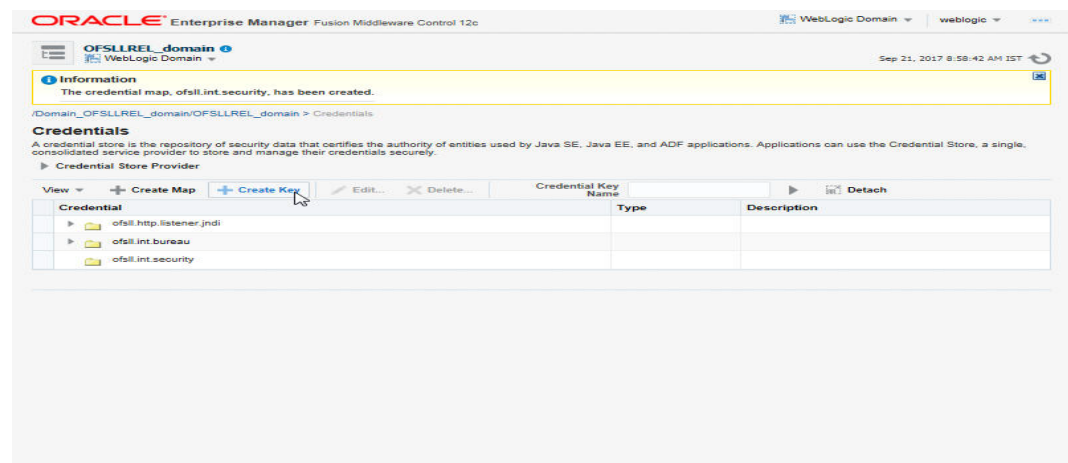 ORACLE Enterprise Manager Fusion Middleware Control 12c
WebLogic Domain
weblogic
OFSLLREL_domain
WebLogic Domain
Sep 21, 2017 8:58:42 AM IST
Information
The credential map, ofsll.int.security, has been created.
/Domain_OFSLLREL_domain/OFSLLREL_domain > Credentials
Credentials
A credential store is the repository of security data that certifies the authority of entities used by Java SE, Java EE, and ADF applications. Applications can use the Credential Store, a single,
consolidated service provider to store and manage their credentials securely.
Credential Store Provider
View
Create Map
Create Key
Edit...
Delete...
Credential Key
Name
Detach
Credential
Type
Description
ofsll.http.listener.jndi
ofsll.int.bureau
ofsll.int.security